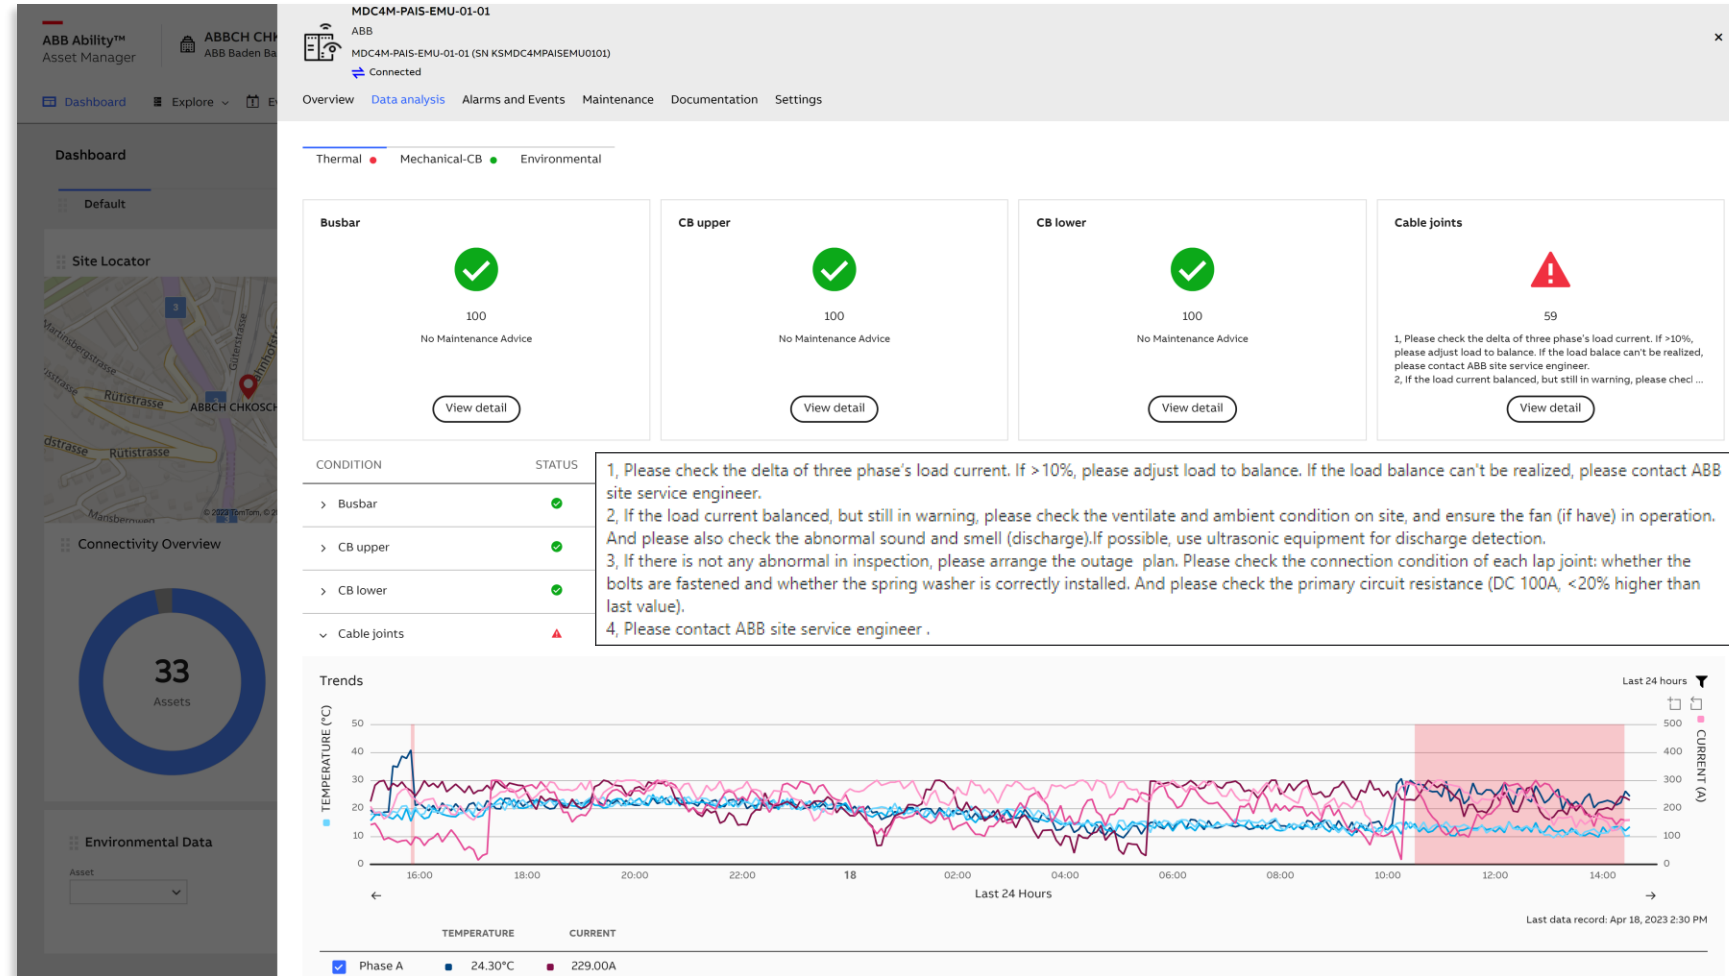 MDC4M-PAIS-EMU-01-01
ABB
MDC4M-PAIS-EMU-01-01 (SN KSMDC4MPAISEMU0101)
Connected
×
ABB Ability™
Asset Manager
ABBCH CHK
ABB Baden Ba
Dashboard
Explore
Overview
Data analysis
Alarms and Events
Maintenance
Documentation
Settings
Dashboard
Default
Site Locator
3
3
Güterstrasse
Rütistrasse
ABBCH CHKOSCH
Rütistrasse
Connectivity Overview
33
Assets
Environmental Data
Asset
Thermal
Mechanical-CB
Environmental
Busbar
100
No Maintenance Advice
View detail
CB upper
100
No Maintenance Advice
View detail
CB lower
100
No Maintenance Advice
View detail
Cable joints
59
1, Please check the delta of three phase's load current. If >10%,
please adjust load to balance. If the load balace can't be realized,
please contact ABB site service engineer.
2, If the load current balanced, but still in warning, please checl ...
View detail
CONDITION STATUS
Busbar
CB upper
CB lower
Cable joints
1, Please check the delta of three phase's load current. If >10%, please adjust load to balance. If the load balance can't be realized, please contact ABB
site service engineer.
2, If the load current balanced, but still in warning, please check the ventilate and ambient condition on site, and ensure the fan (if have) in operation.
And please also check the abnormal sound and smell (discharge).If possible, use ultrasonic equipment for discharge detection.
3, If there is not any abnormal in inspection, please arrange the outage  plan. Please check the connection condition of each lap joint: whether the
bolts are fastened and whether the spring washer is correctly installed. And please check the primary circuit resistance (DC 100A, <20% higher than
last value).
4, Please contact ABB site service engineer .
Trends
Last 24 hours
TEMPERATURE (°C)
50
40
30
20
10
0
500
400
300
200
100
0
CURRENT (A)
16:00 18:00 20:00 22:00 18 02:00 04:00 06:00 08:00 10:00 12:00 14:00
Last 24 Hours
Last data record: Apr 18, 2023 2:30 PM
TEMPERATURE CURRENT
Phase A 24.30°C 229.00A